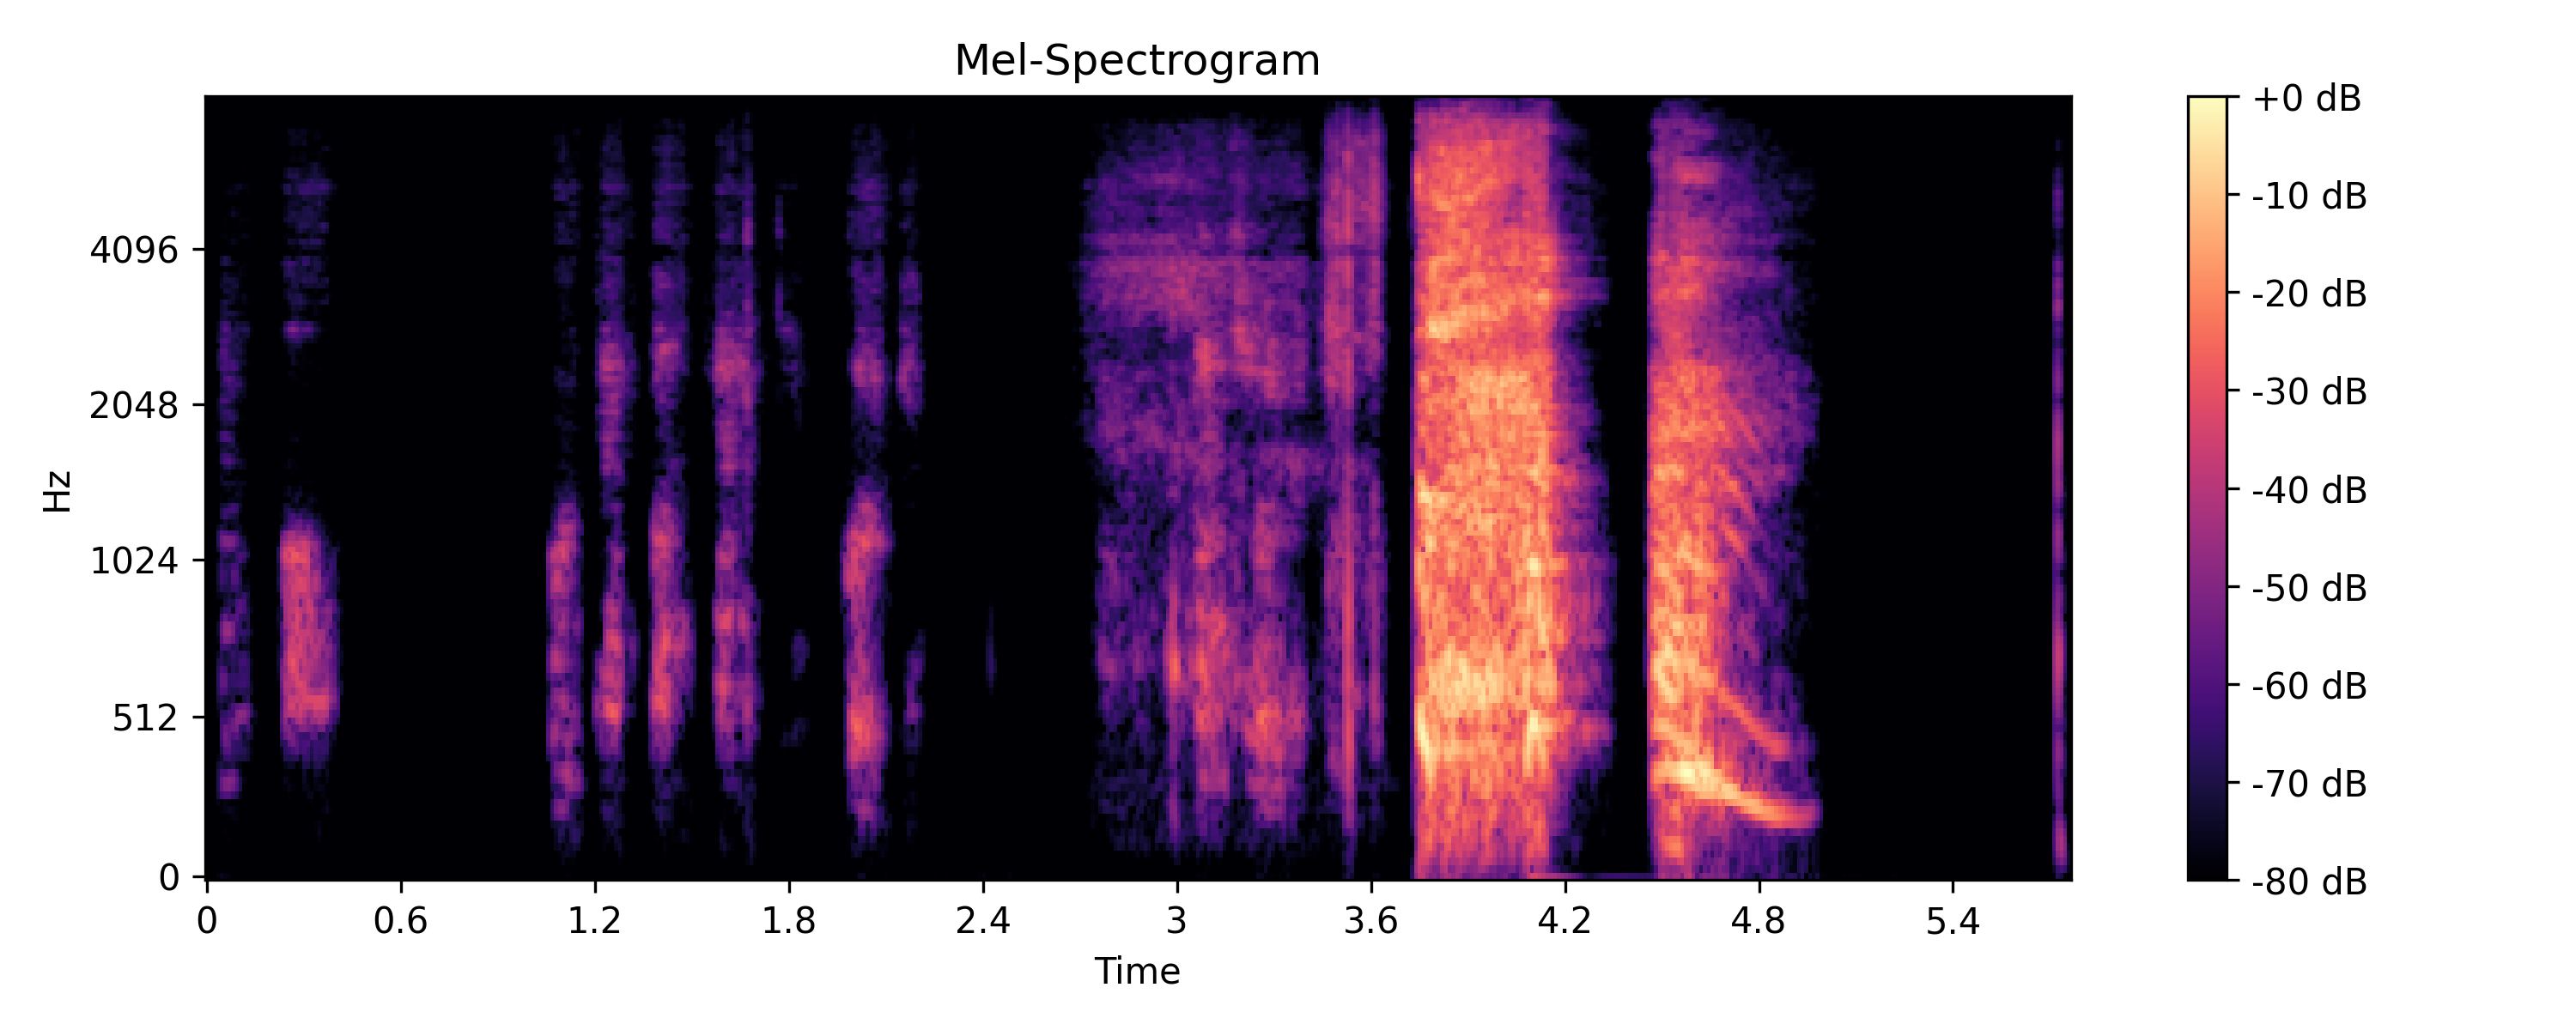 Mel-Spectrogram
+0 dB
-10 dB
-20 dB
-30 dB
-40 dB
-50 dB
-60 dB
-70 dB
-80 dB
Hz
4096
2048
1024
512
0
0 0.6 1.2 1.8 2.4 3 3.6 4.2 4.8 5.4
Time